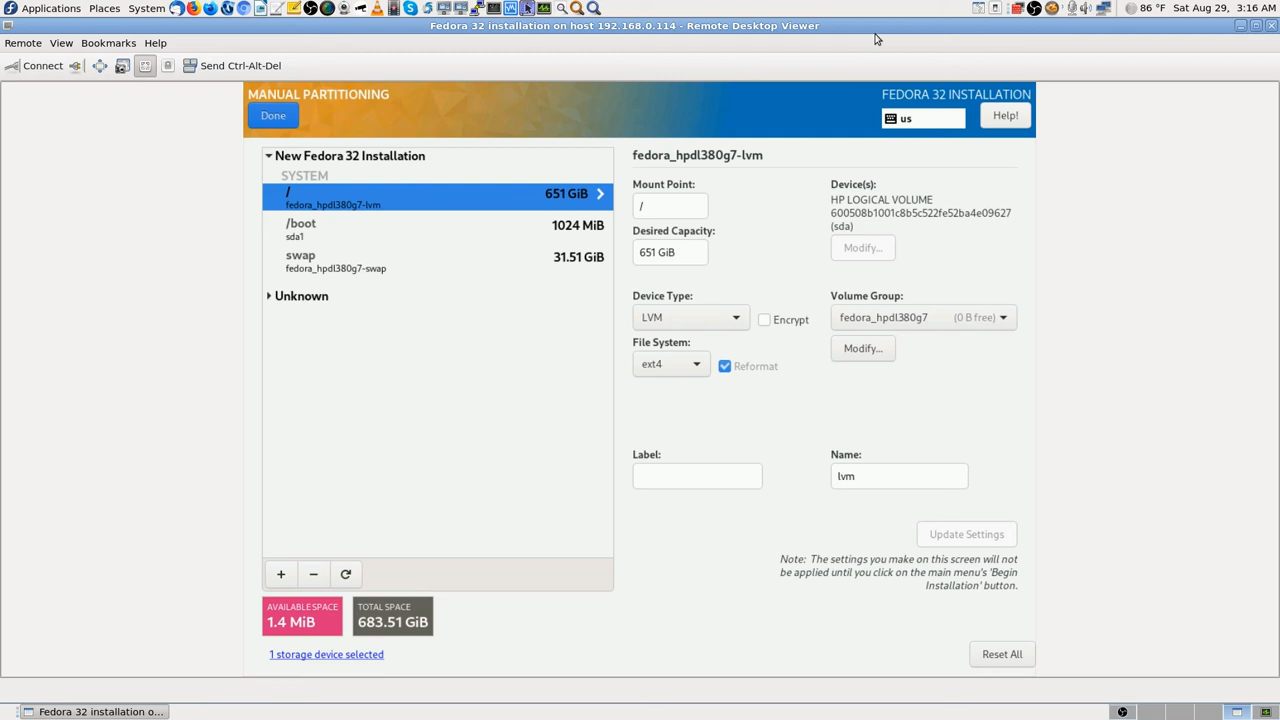 Applications Places System 86 °F Sat Aug 29, 3:16 AM
Fedora 32 installation on host 192.168.0.114 - Remote Desktop Viewer
Remote View Bookmarks Help
Connect Send Ctrl-Alt-Del
MANUAL PARTITIONING
FEDORA 32 INSTALLATION
Done
us
Help!
New Fedora 32 Installation
SYSTEM
/
651 GiB
fedora_hpdl380g7-lvm
/boot
1024 MiB
sda1
swap
31.51 GiB
fedora_hpdl380g7-swap
Unknown
+ −
AVAILABLE SPACE
1.4 MiB
TOTAL SPACE
683.51 GiB
1 storage device selected
fedora_hpdl380g7-lvm
Mount Point:
/
Desired Capacity:
651 GiB
Device(s):
HP LOGICAL VOLUME
600508b1001c8b5c522fe52ba4e09627
(sda)
Modify...
Device Type:
LVM
Encrypt
Volume Group:
fedora_hpdl380g7 (0 B free)
Modify...
File System:
ext4
Reformat
Label:
Name:
lvm
Update Settings
Note: The settings you make on this screen will not
be applied until you click on the main menu's 'Begin
Installation' button.
Reset All
Fedora 32 installation o...